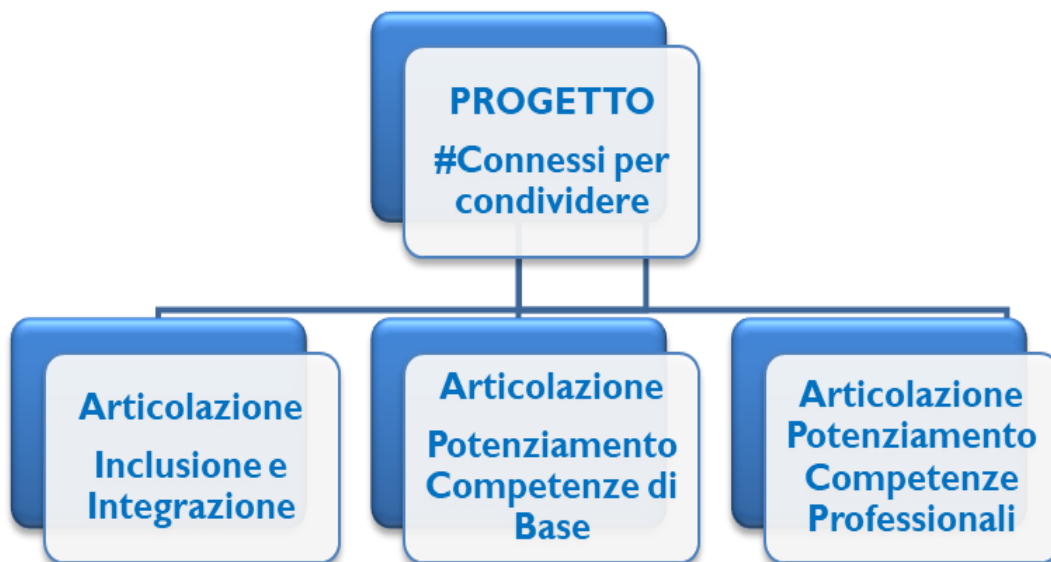 PROGETTO
#Connessi per
condividere
Articolazione
Inclusione e
Integrazione
Articolazione
Potenziamento
Competenze di
Base
Articolazione
Potenziamento
Competenze
Professionali